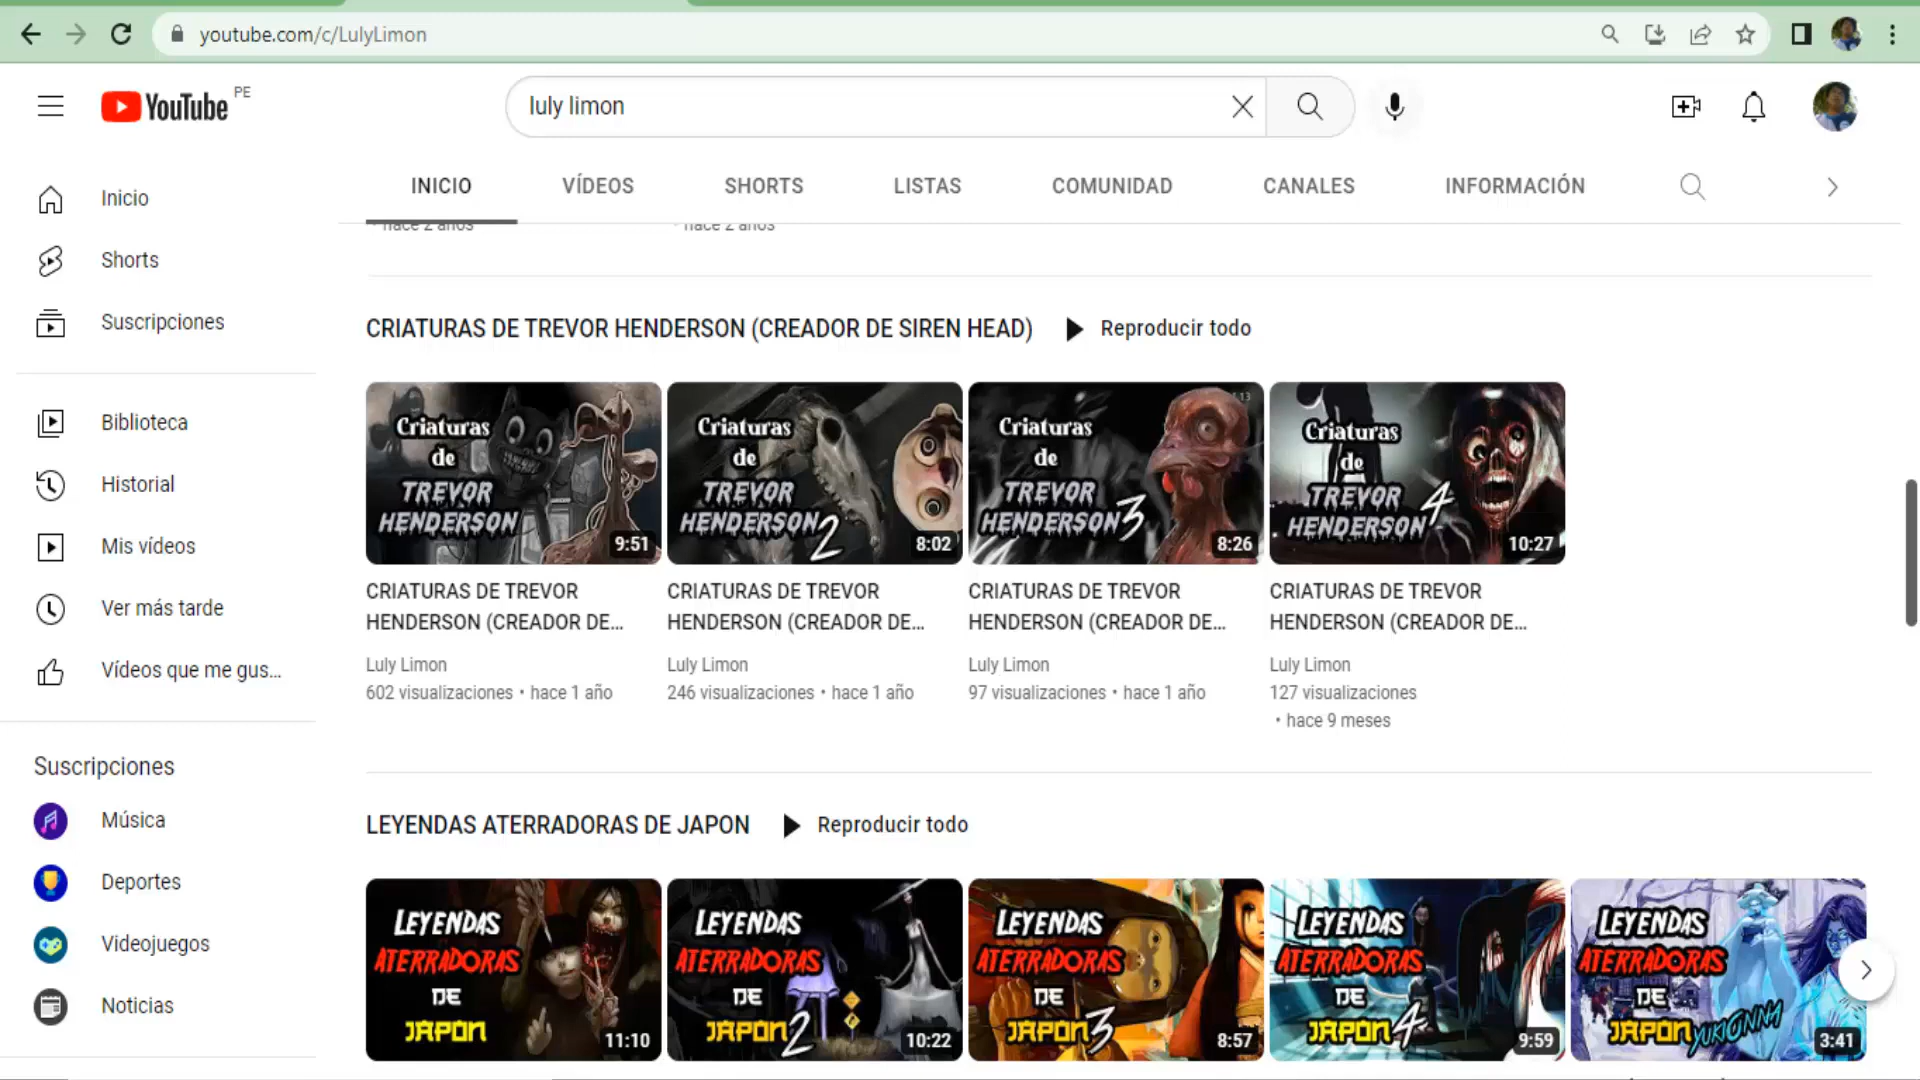 youtube.com/c/LulyLimon
YouTube PE
luly limon
INICIO VÍDEOS SHORTS LISTAS COMUNIDAD CANALES INFORMACIÓN
Inicio
Shorts
Suscripciones
Biblioteca
Historial
Mis vídeos
Ver más tarde
Vídeos que me gus...
Suscripciones
Música
Deportes
Videojuegos
Noticias
hace 2 años hace 2 años
CRIATURAS DE TREVOR HENDERSON (CREADOR DE SIREN HEAD) Reproducir todo
Criaturas
de
TREVOR
HENDERSON
9:51
Criaturas
de
TREVOR
HENDERSON 2
8:02
Criaturas
de
TREVOR
HENDERSON 3
8:26
Criaturas
de
TREVOR
HENDERSON 4
10:27
CRIATURAS DE TREVOR
HENDERSON (CREADOR DE...
Luly Limon
602 visualizaciones • hace 1 año
CRIATURAS DE TREVOR
HENDERSON (CREADOR DE...
Luly Limon
246 visualizaciones • hace 1 año
CRIATURAS DE TREVOR
HENDERSON (CREADOR DE...
Luly Limon
97 visualizaciones • hace 1 año
CRIATURAS DE TREVOR
HENDERSON (CREADOR DE...
Luly Limon
127 visualizaciones
• hace 9 meses
LEYENDAS ATERRADORAS DE JAPON Reproducir todo
LEYENDAS
ATERRADORAS
DE
JAPON
11:10
LEYENDAS
ATERRADORAS
DE
JAPON 2
10:22
LEYENDAS
ATERRADORAS
DE
JAPON 3
8:57
LEYENDAS
ATERRADORAS
DE
JAPON 4
9:59
LEYENDAS
ATERRADORAS
DE
JAPON YUKIONNA
3:41